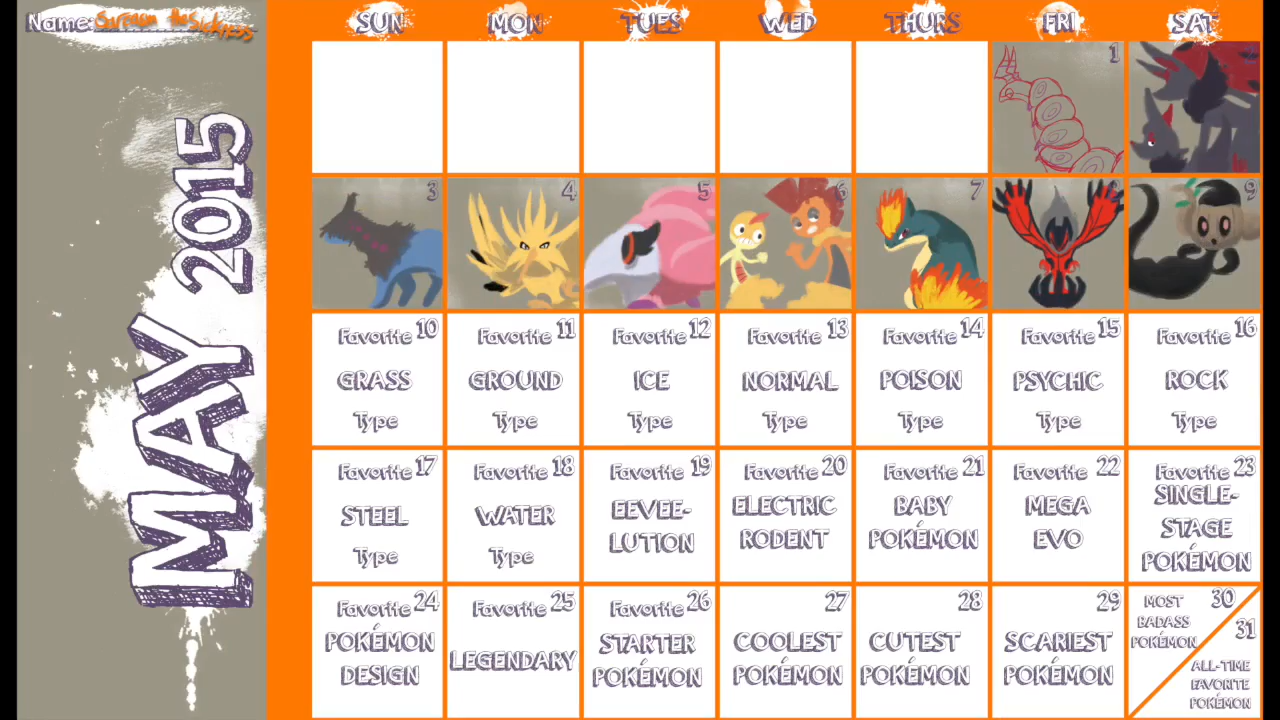 Name:
MAY 2015
SUN MON TUES WED THURS FRI SAT
1 2
3 4 5 6 7 8 9
Favorite 10
GRASS
Type
Favorite 11
GROUND
Type
Favorite 12
ICE
Type
Favorite 13
NORMAL
Type
Favorite 14
POISON
Type
Favorite 15
PSYCHIC
Type
Favorite 16
ROCK
Type
Favorite 17
STEEL
Type
Favorite 18
WATER
Type
Favorite 19
EEVEE-
LUTION
Favorite 20
ELECTRIC
RODENT
Favorite 21
BABY
POKÉMON
Favorite 22
MEGA
EVO
Favorite 23
SINGLE-
STAGE
POKÉMON
Favorite 24
POKÉMON
DESIGN
Favorite 25
LEGENDARY
Favorite 26
STARTER
POKÉMON
27
COOLEST
POKÉMON
28
CUTEST
POKÉMON
29
SCARIEST
POKÉMON
MOST 30
BADASS
POKÉMON
31
ALL-TIME
FAVORITE
POKÉMON